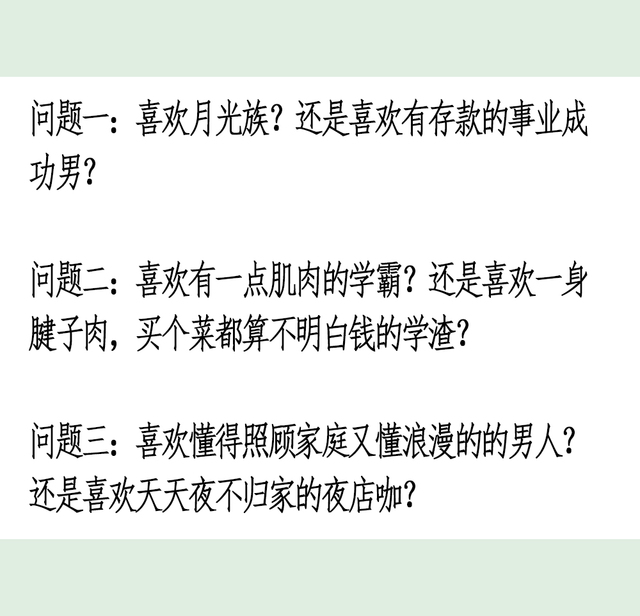 问题一：喜欢月光族？还是喜欢有存款的事业成
功男？
问题二：喜欢有一点肌肉的学霸？还是喜欢一身
腱子肉，买个菜都算不明白钱的学渣？
问题三：喜欢懂得照顾家庭又懂浪漫的的男人？
还是喜欢天天夜不归家的夜店咖？